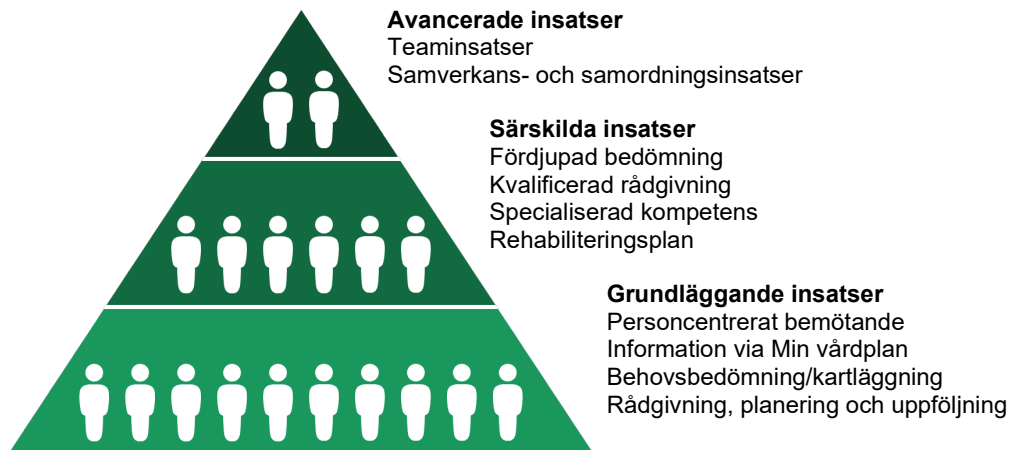 Avancerade insatser
Teaminsatser
Samverkans- och samordningsinsatser
Särskilda insatser
Fördjupad bedömning
Kvalificerad rådgivning
Specialiserad kompetens
Rehabiliteringsplan
Grundläggande insatser
Personcentrerat bemötande
Information via Min vårdplan
Behovsbedömning/kartläggning
Rådgivning, planering och uppföljning